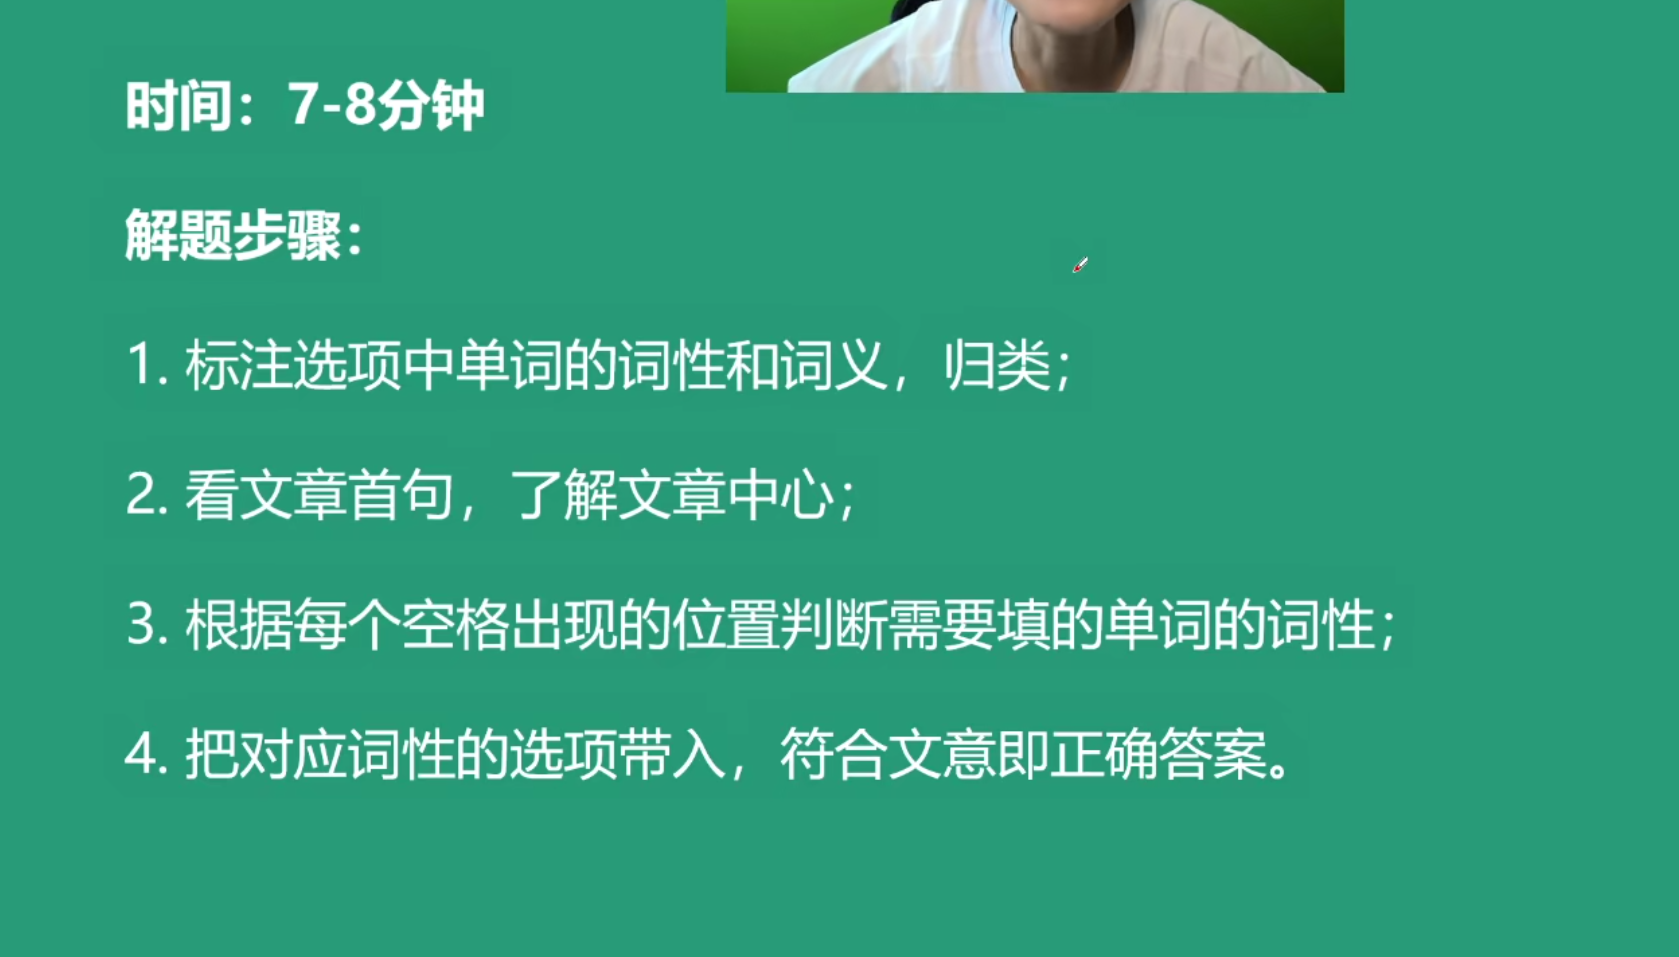 时间：7-8分钟
解题步骤：
1. 标注选项中单词的词性和词义，归类；
2. 看文章首句，了解文章中心；
3. 根据每个空格出现的位置判断需要填的单词的词性；
4. 把对应词性的选项带入，符合文意即正确答案。